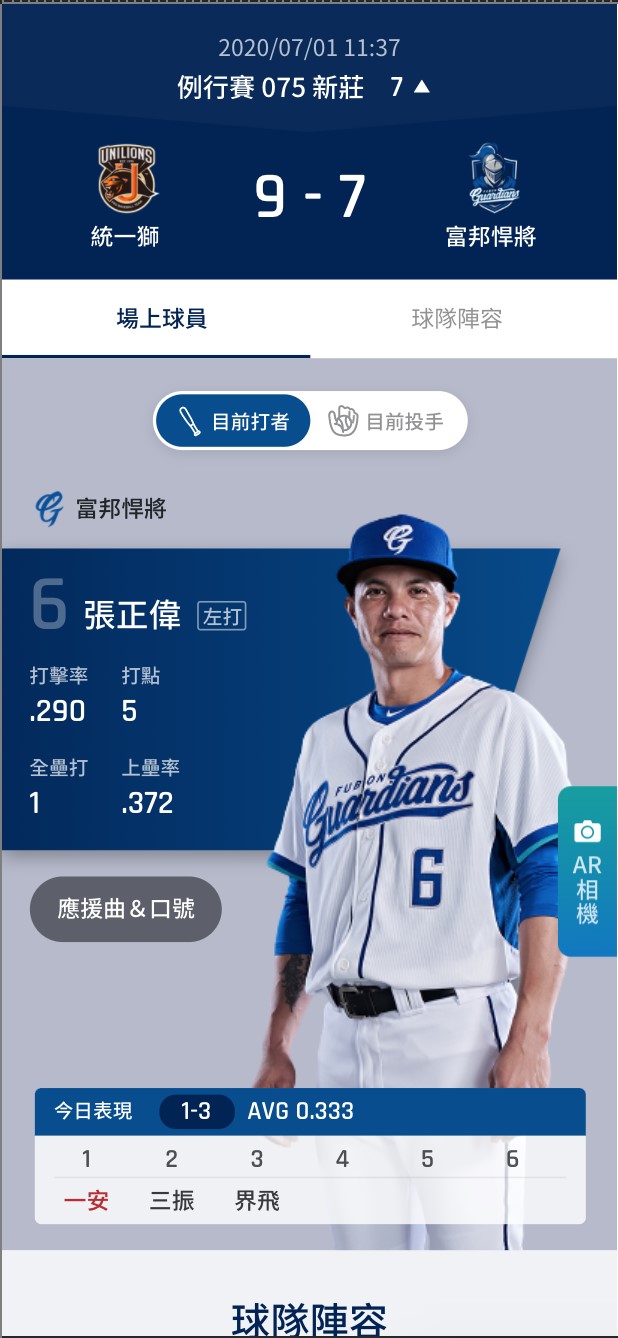 2020/07/01 11:37
例行賽 075 新莊 7 ▲
UNILIONS
Guardians
9 - 7
統一獅
富邦悍將
場上球員
球隊陣容
目前打者
目前投手
富邦悍將
6 張正偉 左打
打擊率 打點
.290 5
全壘打 上壘率
1 .372
FUBON
Guardians
6
AR
相
機
應援曲＆口號
今日表現 1-3 AVG 0.333
1 2 3 4 5 6
一安 三振 界飛
球隊陣容